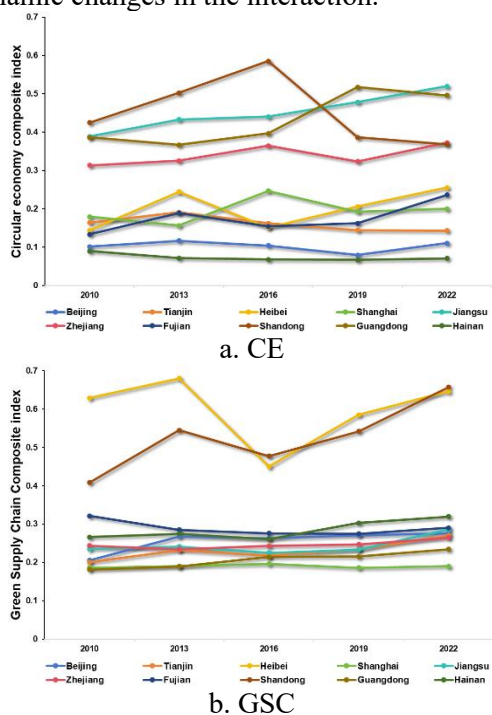 namic changes in the interaction.
0.7
0.6
0.5
0.4
0.3
0.2
0.1
0
Circular economy composite index
2010 2013 2016 2019 2022
Beijing Tianjin Heibei Shanghai Jiangsu
Zhejiang Fujian Shandong Guangdong Hainan
a. CE
0.7
0.6
0.5
0.4
0.3
0.2
0.1
0
Green Supply Chain Composite index
2010 2013 2016 2019 2022
Beijing Tianjin Heibei Shanghai Jiangsu
Zhejiang Fujian Shandong Guangdong Hainan
b. GSC